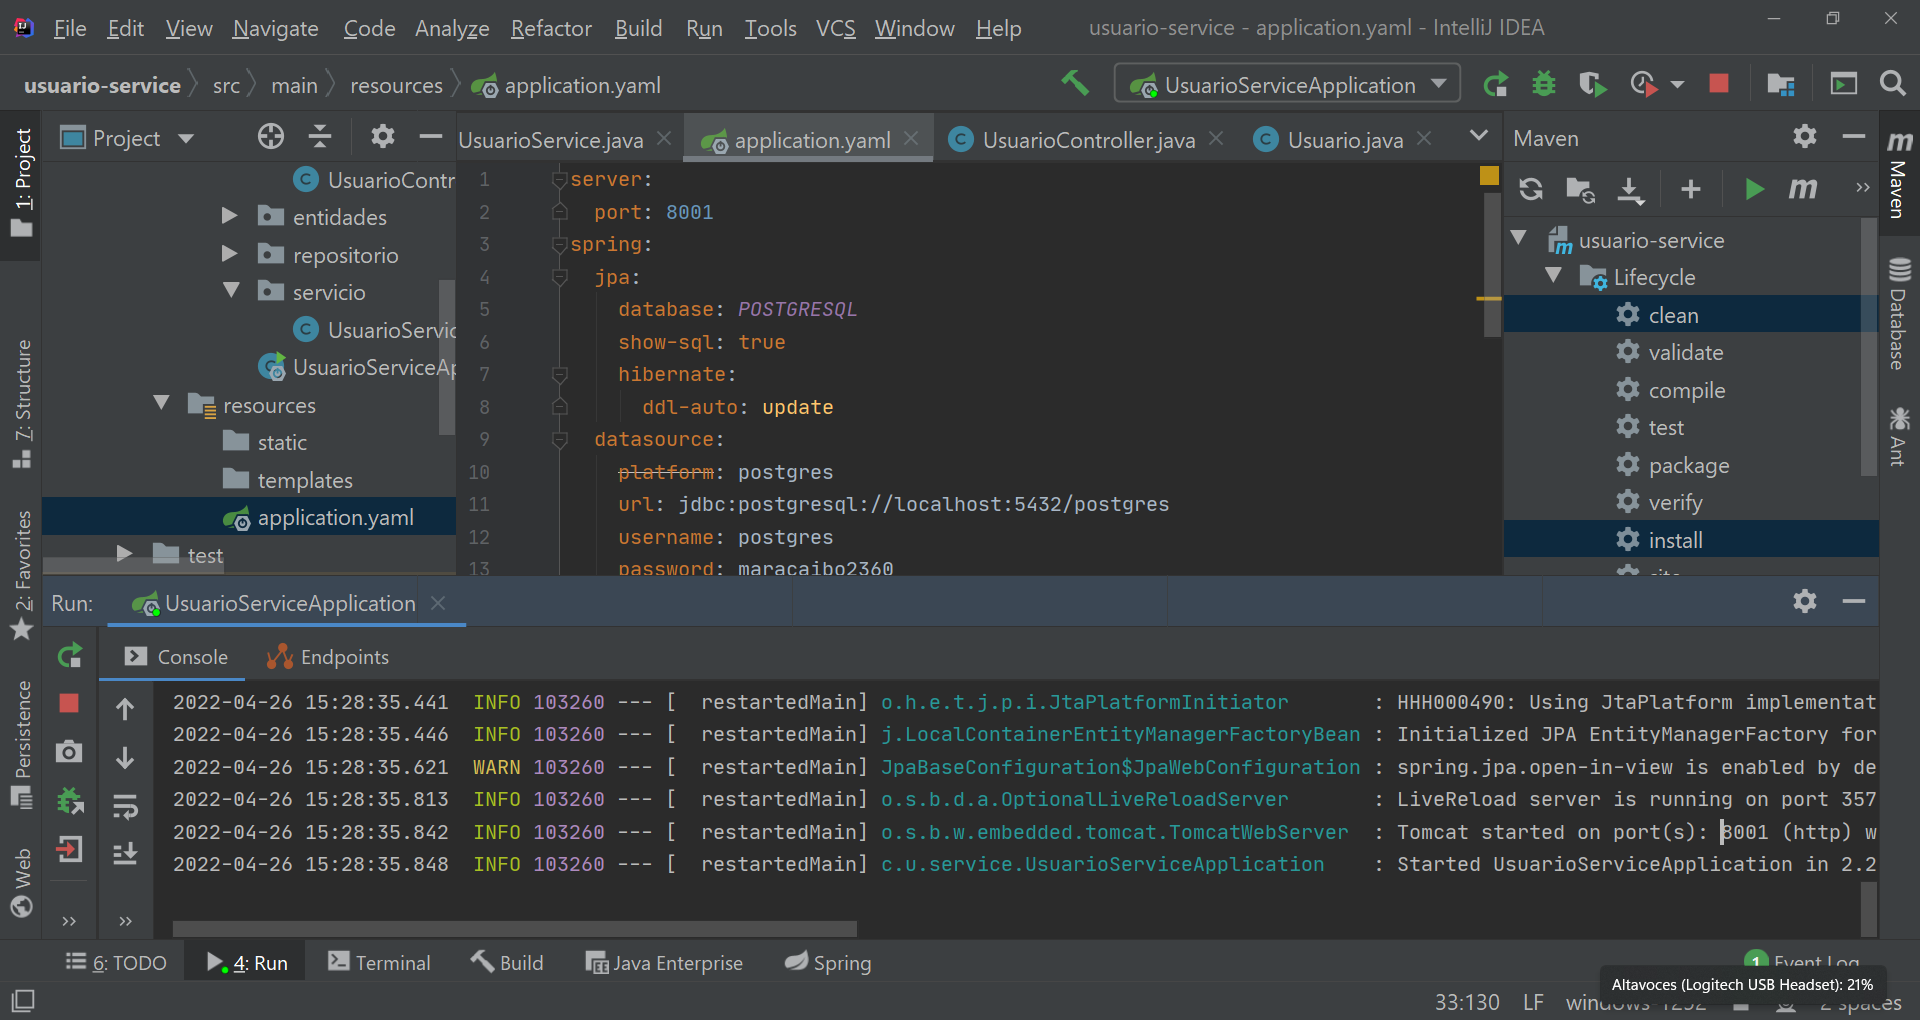 File Edit View Navigate Code Analyze Refactor Build Run Tools VCS Window Help usuario-service - application.yaml - IntelliJ IDEA
usuario-service src main resources application.yaml UsuarioServiceApplication
Project UsuarioService.java application.yaml UsuarioController.java Usuario.java Maven
1: Project
7: Structure
2: Favorites
Persistence
Web
UsuarioContr
entidades
repositorio
servicio
UsuarioServic
UsuarioServiceAp
resources
static
templates
application.yaml
test
1 server:
2 port: 8001
3 spring:
4 jpa:
5 database: POSTGRESQL
6 show-sql: true
7 hibernate:
8 ddl-auto: update
9 datasource:
10 platform: postgres
11 url: jdbc:postgresql://localhost:5432/postgres
12 username: postgres
13 password: maracaibo2360
usuario-service
Lifecycle
clean
validate
compile
test
package
verify
install
Maven
Database
Ant
Run: UsuarioServiceApplication
Console Endpoints
2022-04-26 15:28:35.441 INFO 103260 --- [ restartedMain] o.h.e.t.j.p.i.JtaPlatformInitiator : HHH000490: Using JtaPlatform implementat
2022-04-26 15:28:35.446 INFO 103260 --- [ restartedMain] j.LocalContainerEntityManagerFactoryBean : Initialized JPA EntityManagerFactory for
2022-04-26 15:28:35.621 WARN 103260 --- [ restartedMain] JpaBaseConfiguration$JpaWebConfiguration : spring.jpa.open-in-view is enabled by de
2022-04-26 15:28:35.813 INFO 103260 --- [ restartedMain] o.s.b.d.a.OptionalLiveReloadServer : LiveReload server is running on port 357
2022-04-26 15:28:35.842 INFO 103260 --- [ restartedMain] o.s.b.w.embedded.tomcat.TomcatWebServer : Tomcat started on port(s): 8001 (http) w
2022-04-26 15:28:35.848 INFO 103260 --- [ restartedMain] c.u.service.UsuarioServiceApplication : Started UsuarioServiceApplication in 2.2
6: TODO 4: Run Terminal Build Java Enterprise Spring 1 Event Log
Altavoces (Logitech USB Headset): 21%
33:130 LF windows-1252 2 spaces